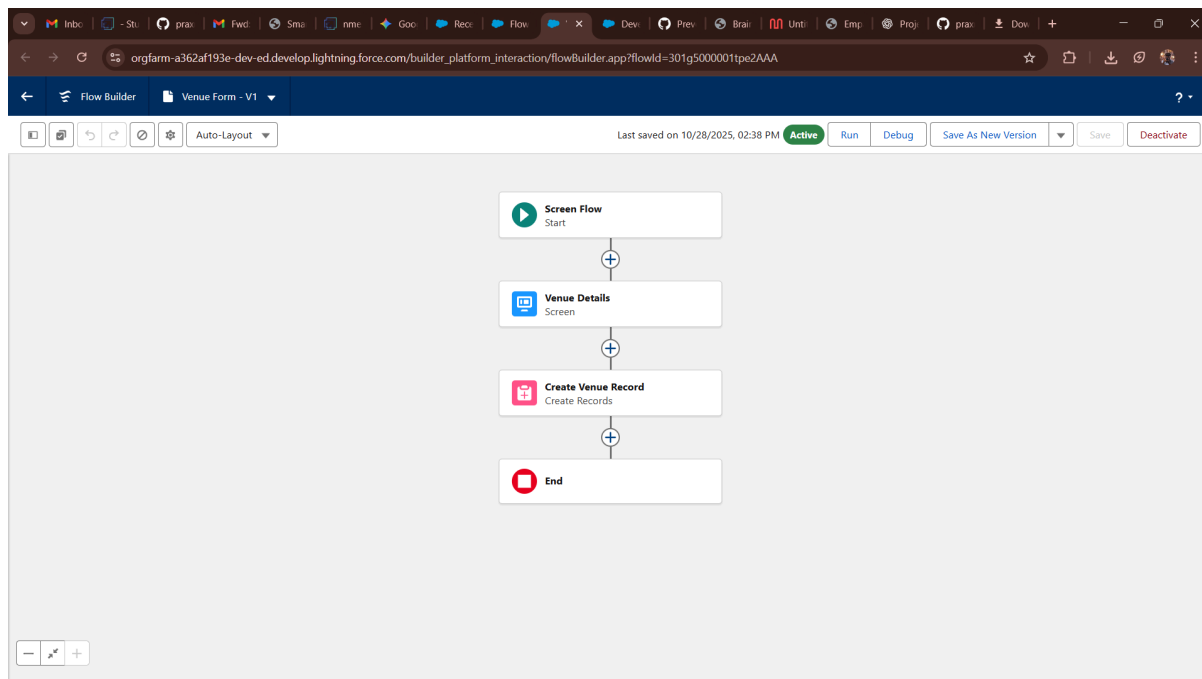 Inbo - Stu prax Fwd: Sma nme Goo Rece Flow Deve Prev Brain Unti Emp Proj prax Dow
orgfarm-a362af193e-dev-ed.develop.lightning.force.com/builder_platform_interaction/flowBuilder.app?flowId=301g5000001tpe2AAA
Flow Builder Venue Form - V1 ?
Auto-Layout Last saved on 10/28/2025, 02:38 PM Active Run Debug Save As New Version Save Deactivate
Screen Flow
Start
Venue Details
Screen
Create Venue Record
Create Records
End